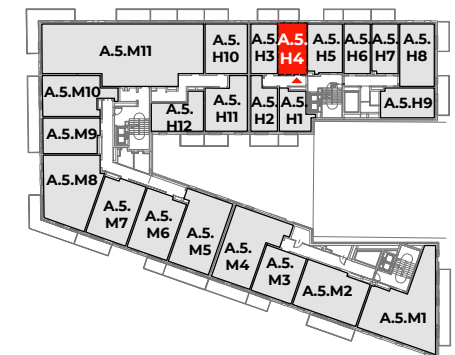 A.5.M11
A.5.
H10
A.5.
H3
A.5.
H4
A.5.
H5
A.5.
H6
A.5.
H7
A.5.
H8
A.5.M10
A.5.
H12
A.5.
H11
A.5.
H2
A.5.
H1
A.5.H9
A.5.M9
A.5.M8
A.5.
M7
A.5.
M6
A.5.
M5
A.5.
M4
A.5.
M3
A.5.M2
A.5.M1